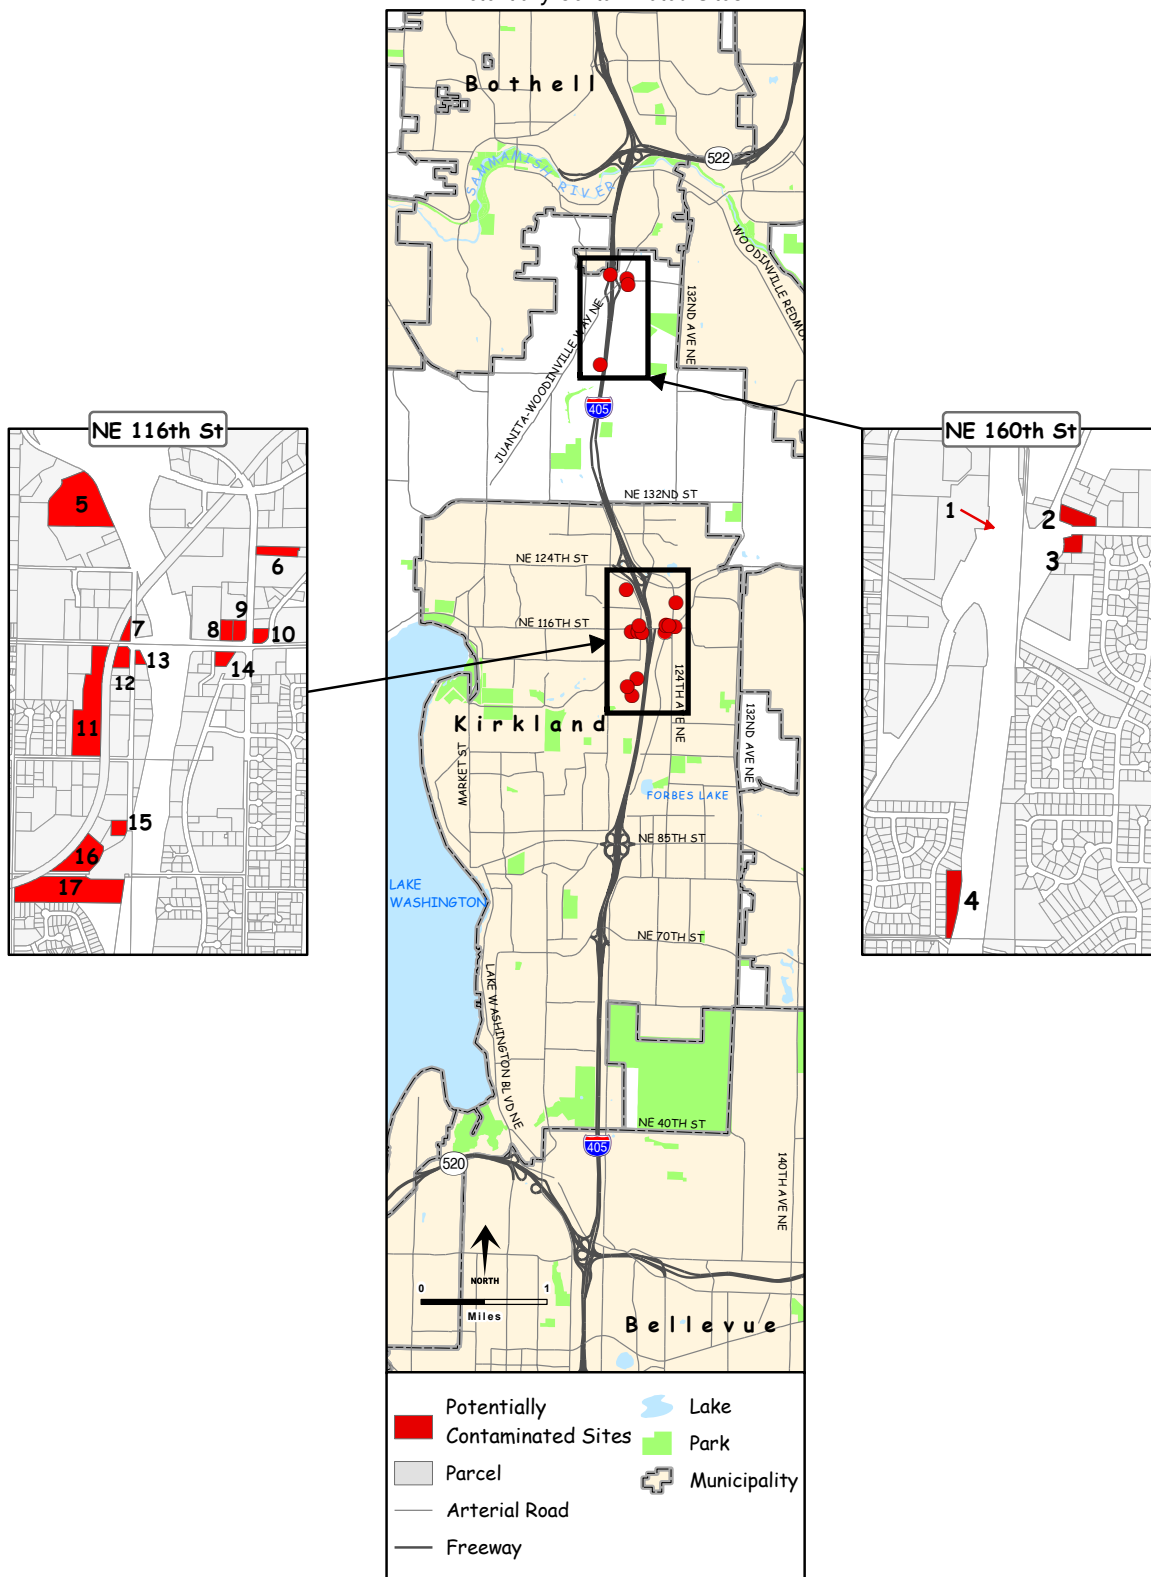 Bothell
522
SAMMAMISH RIVER
WOODINVILLE REDMO
132ND AVE NE
JUANITA-WOODINVILLE WAY NE
405
NE 116th St
5
6
7
8
9
10
11
12
13
14
15
16
17
NE 160th St
1
2
3
4
NE 132ND ST
NE 124TH ST
NE 116TH ST
124TH AVE NE
Kirkland
132ND AVE NE
MARKET ST
FORBES LAKE
NE 85TH ST
LAKE
WASHINGTON
NE 70TH ST
LAKE WASHINGTON BLVD NE
NE 40TH ST
405
520
140TH AVE NE
NORTH
0 1
Miles
Bellevue
Potentially
Contaminated Sites
Parcel
Arterial Road
Freeway
Lake
Park
Municipality